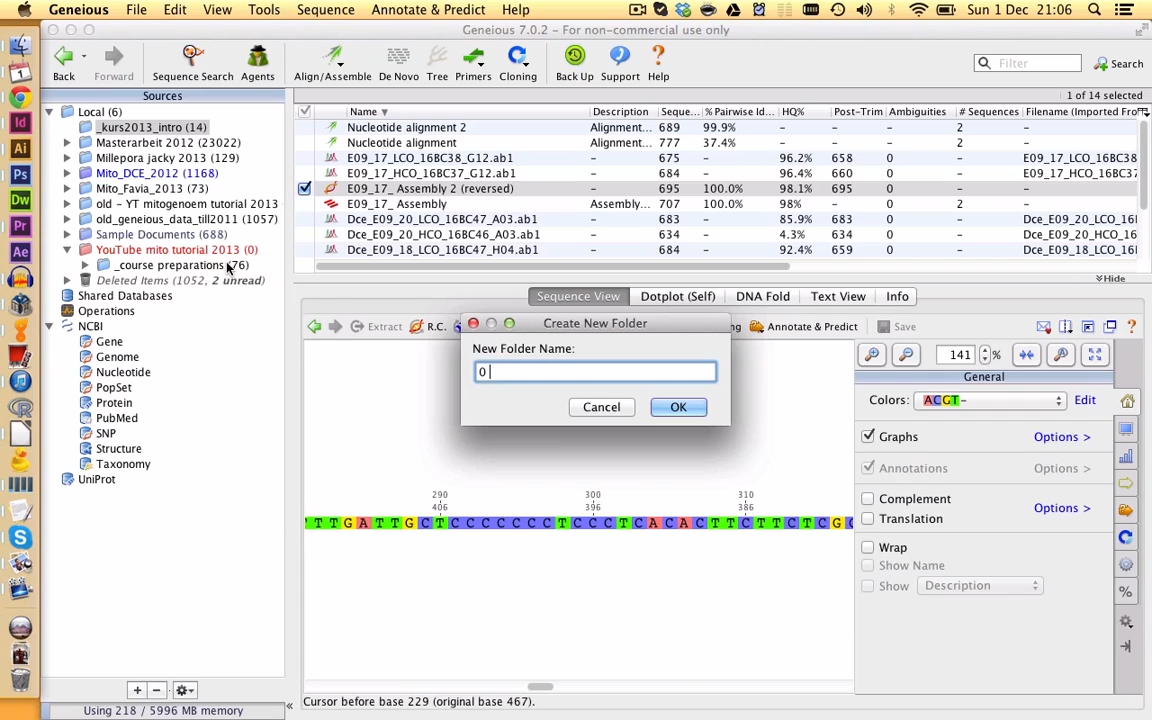 Geneious File Edit View Tools Sequence Annotate & Predict Help Sun 1 Dec 21:06
Geneious 7.0.2 – For non-commercial use only
Back Forward Sequence Search Agents Align/Assemble De Novo Tree Primers Cloning Back Up Support Help Filter Search
Sources
1 of 14 selected
Name Description Seque... % Pairwise Id... HQ% Post-Trim Ambiguities # Sequences Filename (Imported Fro
Local (6)
_kurs2013_intro (14)
Masterarbeit 2012 (23022)
Millepora jacky 2013 (129)
Mito_DCE_2012 (1168)
Mito_Favia_2013 (73)
old – YT mitogenoem tutorial 2013
old_geneious_data_till2011 (1057)
Sample Documents (688)
YouTube mito tutorial 2013 (0)
_course preparations (76)
Deleted Items (1052, 2 unread)
Shared Databases
Operations
NCBI
Gene
Genome
Nucleotide
PopSet
Protein
PubMed
SNP
Structure
Taxonomy
UniProt
Using 218 / 5996 MB memory
Nucleotide alignment 2 Alignment... 689 99.9% – – – 2 –
Nucleotide alignment Alignment... 777 37.4% – – – 2 –
E09_17_LCO_16BC38_G12.ab1 – 675 – 96.2% 658 0 – E09_17_LCO_16BC38
E09_17_HCO_16BC37_G12.ab1 – 684 – 96.4% 660 0 – E09_17_HCO_16BC37
E09_17_ Assembly 2 (reversed) – 695 100.0% 98.1% 695 0 – –
E09_17_ Assembly Assembly... 707 100.0% 98% – – 2 –
Dce_E09_20_LCO_16BC47_A03.ab1 – 683 – 85.9% 683 0 – Dce_E09_20_LCO_16
Dce_E09_20_HCO_16BC46_A03.ab1 – 634 – 4.3% 634 0 – Dce_E09_20_HCO_16
Dce_E09_18_LCO_16BC47_H04.ab1 – 684 – 92.4% 659 0 – Dce_E09_18_LCO_16
Hide
Sequence View Dotplot (Self) DNA Fold Text View Info
Extract R.C. Annotate & Predict Save
Create New Folder
New Folder Name:
0
Cancel OK
290 300 310
406 396 386
T T G A T T G C T C C C C C C C T C C C T C A C A C T T C T T C T C G
141 %
General
Colors: ACGT– Edit
Graphs Options >
Annotations Options >
Complement
Translation Options >
Wrap
Show Name
Show Description
Cursor before base 229 (original base 467).